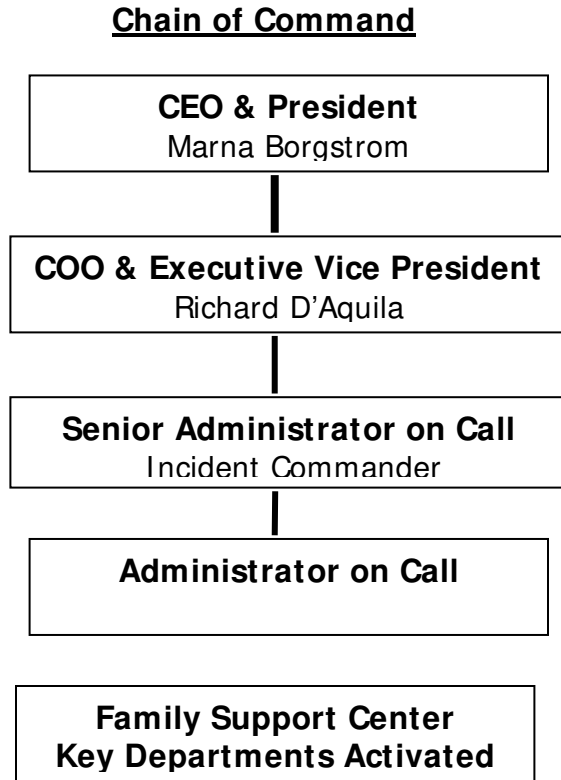 Chain of Command
CEO & President
Marna Borgstrom
COO & Executive Vice President
Richard D'Aquila
Senior Administrator on Call
Incident Commander
Administrator on Call
Family Support Center
Key Departments Activated